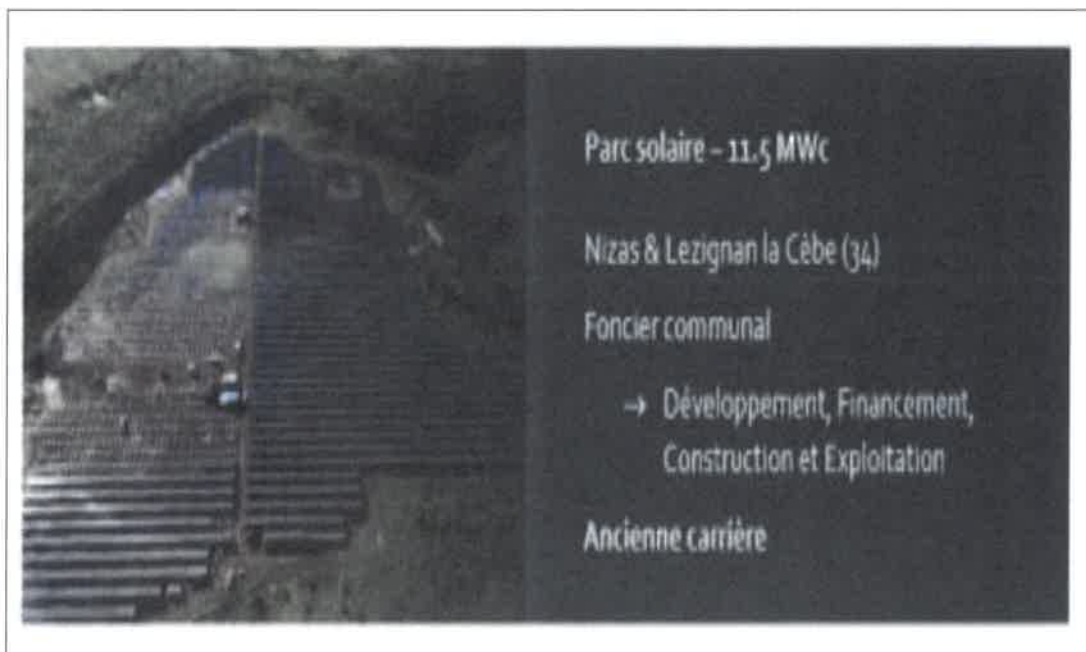 Parc solaire – 11.5 MWc
Nizas & Lezignan la Cèbe (34)
Foncier communal
→ Développement, Financement,
Construction et Exploitation
Ancienne carrière